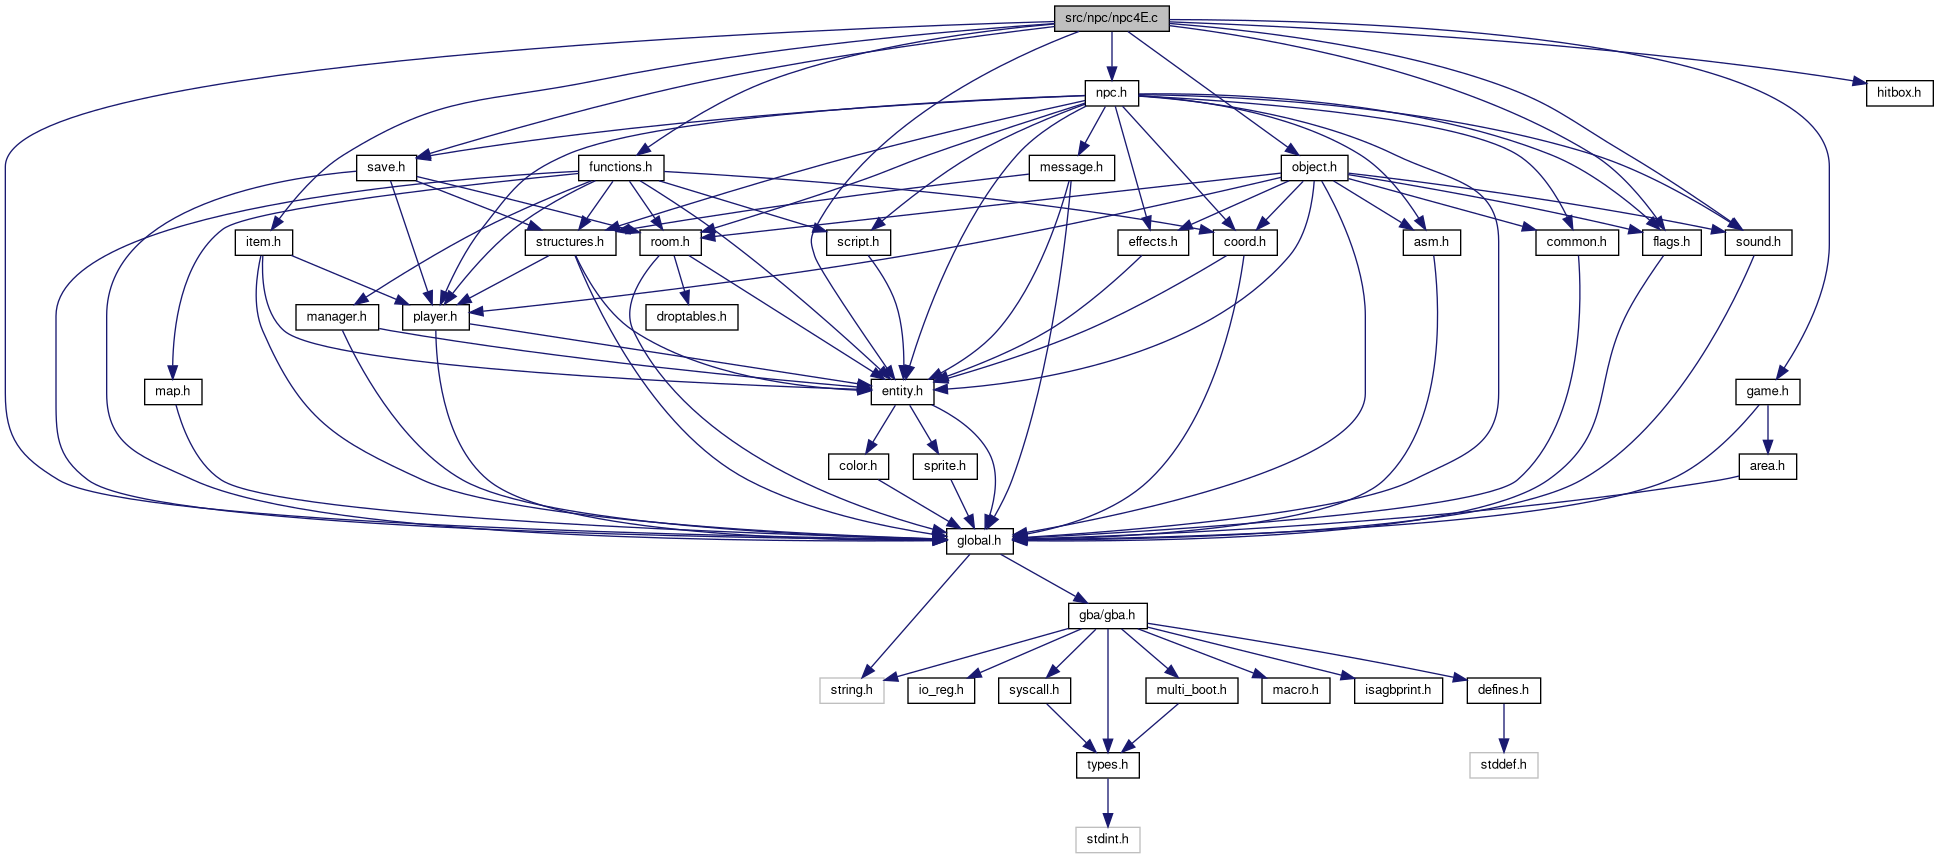 src/npc/npc4E.c
npc.h
hitbox.h
save.h
functions.h
message.h
object.h
item.h
structures.h
room.h
script.h
effects.h
coord.h
asm.h
common.h
flags.h
sound.h
manager.h
player.h
droptables.h
map.h
entity.h
game.h
color.h
sprite.h
area.h
global.h
gba/gba.h
string.h
io_reg.h
syscall.h
multi_boot.h
macro.h
isagbprint.h
defines.h
types.h
stddef.h
stdint.h